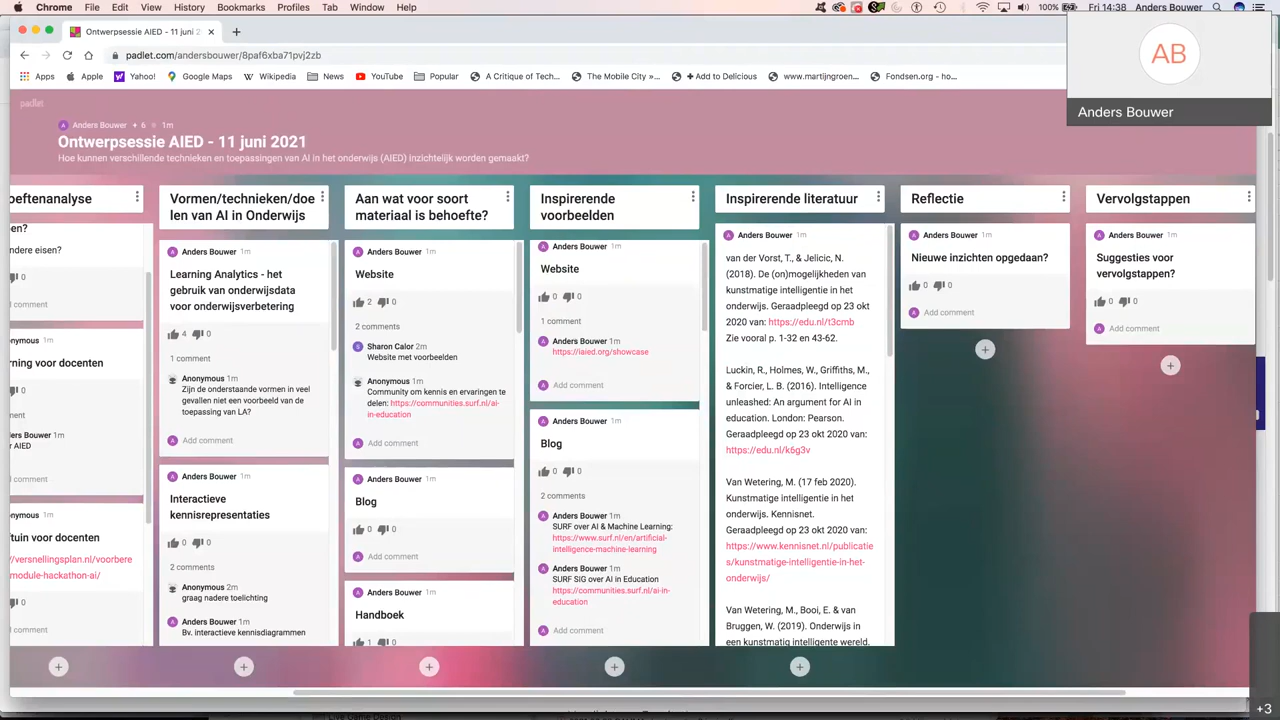 Chrome File Edit View History Bookmarks Profiles Tab Window Help
100% Fri 14:38 Anders Bouwer
Ontwerpsessie AIED - 11 juni 2
padlet.com/andersbouwer/8paf6xba71pvj2zb
Apps Apple Yahoo! Google Maps Wikipedia News YouTube Popular A Critique of Tech... The Mobile City »... + Add to Delicious www.martijngroen... Fondsen.org - ho...
AB
Anders Bouwer
padlet
Anders Bouwer + 6 1m
Ontwerpsessie AIED - 11 juni 2021
Hoe kunnen verschillende technieken en toepassingen van AI in het onderwijs (AIED) inzichtelijk worden gemaakt?
oeftenanalyse
en?
ndere eisen?
0
dd comment
nymous 1m
rning voor docenten
0
ment
ers Bouwer 1m
r AIED
dd comment
nymous 1m
ftuin voor docenten
//versnellingsplan.nl/voorbere
module-hackathon-ai/
0
dd comment
Vormen/technieken/doe
len van AI in Onderwijs
Anders Bouwer 1m
Learning Analytics - het
gebruik van onderwijsdata
voor onderwijsverbetering
4 0
1 comment
Anonymous 1m
Zijn de onderstaande vormen in veel
gevallen niet een voorbeeld van de
toepassing van LA?
Add comment
Anders Bouwer 1m
Interactieve
kennisrepresentaties
0 0
2 comments
Anonymous 2m
graag nadere toelichting
Anders Bouwer 1m
Bv. interactieve kennisdiagrammen
Aan wat voor soort
materiaal is behoefte?
Anders Bouwer 1m
Website
2 0
2 comments
Sharon Calor 2m
Website met voorbeelden
Anonymous 1m
Community om kennis en ervaringen te
delen: https://communities.surf.nl/ai-
in-education
Add comment
Anders Bouwer 1m
Blog
0 0
Add comment
Anders Bouwer 1m
Handboek
1 0
Inspirerende
voorbeelden
Anders Bouwer 1m
Website
0 0
1 comment
Anders Bouwer 1m
https://iaied.org/showcase
Add comment
Anders Bouwer 1m
Blog
0 0
2 comments
Anders Bouwer 1m
SURF over AI & Machine Learning:
https://www.surf.nl/en/artificial-
intelligence-machine-learning
Anders Bouwer 1m
SURF SIG over AI in Education
https://communities.surf.nl/ai-in-
education
Add comment
Inspirerende literatuur
Anders Bouwer 1m
van der Vorst, T., & Jelicic, N.
(2018). De (on)mogelijkheden van
kunstmatige intelligentie in het
onderwijs. Geraadpleegd op 23 okt
2020 van: https://edu.nl/t3cmb
Zie vooral p. 1-32 en 43-62.
Luckin, R., Holmes, W., Griffiths, M.,
& Forcier, L. B. (2016). Intelligence
unleashed: An argument for AI in
education. London: Pearson.
Geraadpleegd op 23 okt 2020 van:
https://edu.nl/k6g3v
Van Wetering, M. (17 feb 2020).
Kunstmatige intelligentie in het
onderwijs. Kennisnet.
Geraadpleegd op 23 okt 2020 van:
https://www.kennisnet.nl/publicatie
s/kunstmatige-intelligentie-in-het-
onderwijs/
Van Wetering, M., Booi, E. & van
Bruggen, W. (2019). Onderwijs in
een kunstmatig intelligente wereld.
Reflectie
Anders Bouwer 1m
Nieuwe inzichten opgedaan?
0 0
Add comment
Vervolgstappen
Anders Bouwer 1m
Suggesties voor
vervolgstappen?
0 0
Add comment
+3